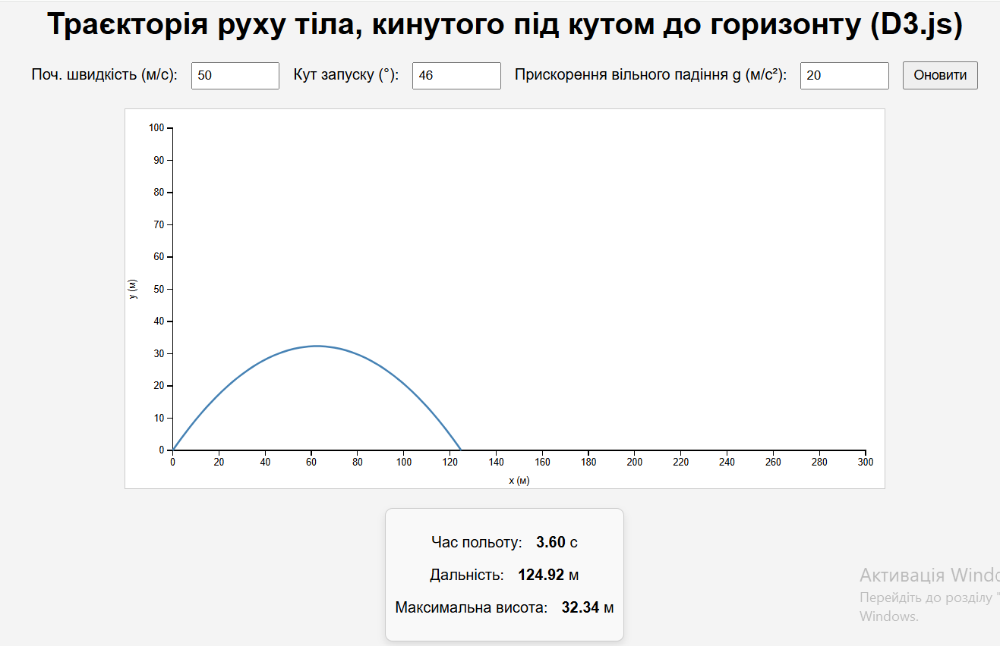 Траєкторія руху тіла, кинутого під кутом до горизонту (D3.js)
Поч. швидкість (м/с): 50 Кут запуску (°): 46 Прискорення вільного падіння g (м/с²): 20 Оновити
100
90
80
70
60
50
40
30
20
10
0
y (м)
0 20 40 60 80 100 120 140 160 180 200 220 240 260 280 300
x (м)
Час польоту: 3.60 с
Дальність: 124.92 м
Максимальна висота: 32.34 м
Активація Windo
Перейдіть до розділу "
Windows.